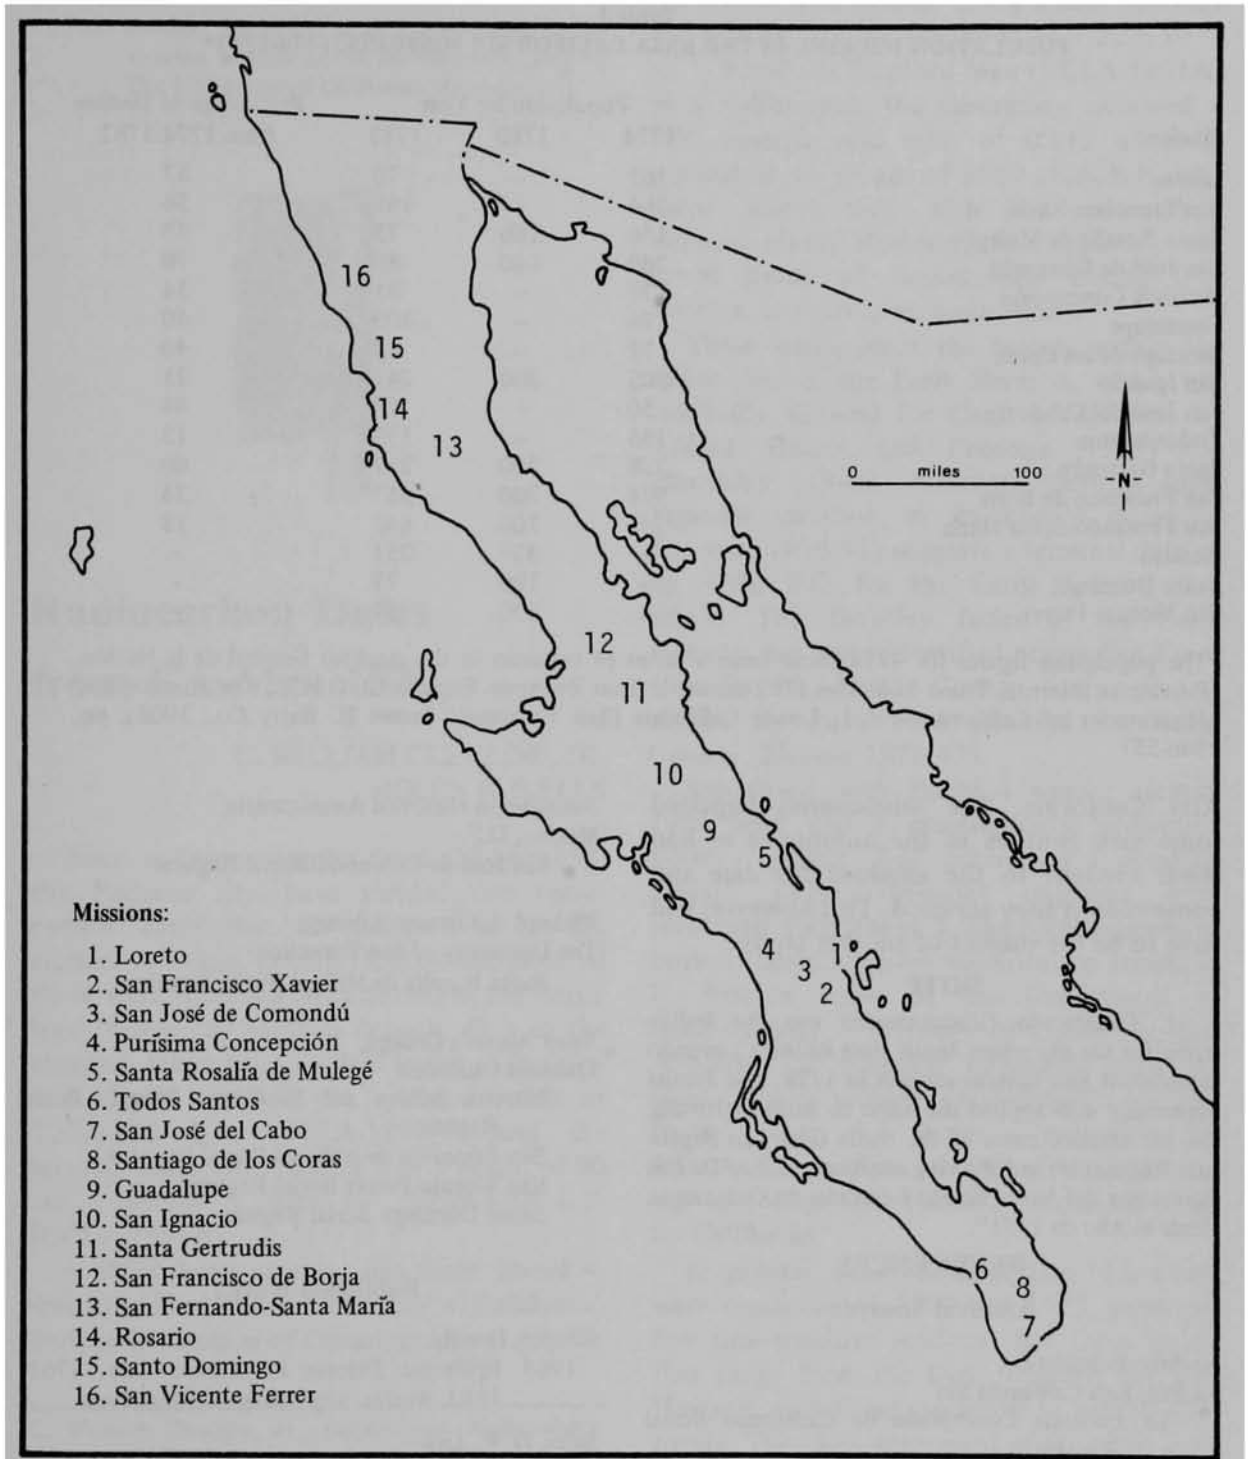 16
15
14
13
0 miles 100
-N-
12
11
10
9
5
4
3
1
2
6
8
7
Missions:
1. Loreto
2. San Francisco Xavier
3. San José de Comondú
4. Purísima Concepción
5. Santa Rosalía de Mulegé
6. Todos Santos
7. San José del Cabo
8. Santiago de los Coras
9. Guadalupe
10. San Ignacio
11. Santa Gertrudis
12. San Francisco de Borja
13. San Fernando-Santa María
14. Rosario
15. Santo Domingo
16. San Vicente Ferrer